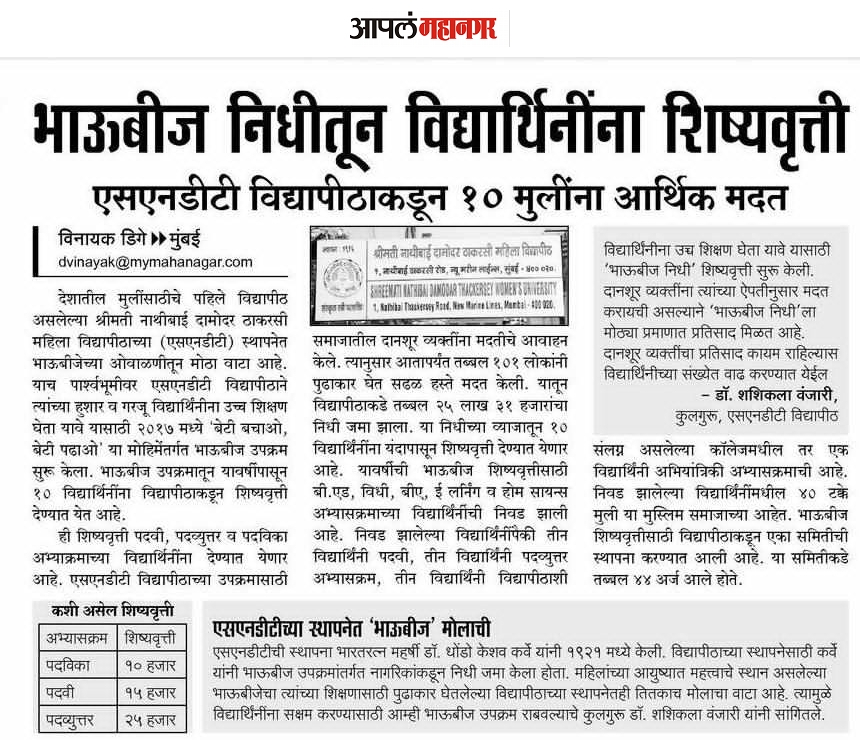 आपलं महानगर
भाऊबीज निधीतून विद्यार्थिनींना शिष्यवृत्ती
एसएनडीटी विद्यापीठाकडून १० मुलींना आर्थिक मदत
विनायक डिगे मुंबई
dvinayak@mymahanagar.com
देशातील मुलींसाठीचे पहिले विद्यापीठ
असलेल्या श्रीमती नाथीबाई दामोदर ठाकरसी
महिला विद्यापीठाच्या (एसएनडीटी) स्थापनेत
भाऊबीजेच्या ओवाळणीतून मोठा वाटा आहे.
याच पार्श्वभूमीवर एसएनडीटी विद्यापीठाने
त्यांच्या हुशार व गरजू विद्यार्थिनींना उच्च शिक्षण
घेता यावे यासाठी २०१७ मध्ये 'बेटी बचाओ,
बेटी पढाओ' या मोहिमेंतर्गत भाऊबीज उपक्रम
सुरू केला. भाऊबीज उपक्रमातून यावर्षीपासून
१० विद्यार्थिनींना विद्यापीठाकडून शिष्यवृत्ती
देण्यात येत आहे.
ही शिष्यवृत्ती पदवी, पदव्युत्तर व पदविका
अभ्याक्रमाच्या विद्यार्थिनींना देण्यात येणार
आहे. एसएनडीटी विद्यापीठाच्या उपक्रमासाठी
स्थापना : १९१६
श्रीमती नाथीबाई दामोदर ठाकरसी महिला विद्यापीठ
१, नाथीबाई ठाकरसी रोड, न्यू मरीन लाईन्स, मुंबई - ४०० ०२०.
SHREEMATI NATHIBAI DAMODAR THACKERSEY WOMEN'S UNIVERSITY
1, Nathibai Thackersey Road, New Marine Lines, Mumbai - 400 020.
समाजातील दानशूर व्यक्तींना मदतीचे आवाहन
केले. त्यानुसार आतापर्यंत तब्बल १०१ लोकांनी
पुढाकार घेत सढळ हस्ते मदत केली. यातून
विद्यापीठाकडे तब्बल २५ लाख ३१ हजारांचा
निधी जमा झाला. या निधीच्या व्याजातून १०
विद्यार्थिनींना यंदापासून शिष्यवृत्ती देण्यात येणार
आहे. यावर्षीची भाऊबीज शिष्यवृत्तीसाठी
बी.एड, विधी, बीए, ई लर्निंग व होम सायन्स
अभ्यासक्रमाच्या विद्यार्थिनींची निवड झाली
आहे. निवड झालेल्या विद्यार्थिनींपैकी तीन
विद्यार्थिनी पदवी, तीन विद्यार्थिनी पदव्युत्तर
अभ्यासक्रम, तीन विद्यार्थिनी विद्यापीठाशी
विद्यार्थिनीना उच्च शिक्षण घेता यावे यासाठी
'भाऊबीज निधी' शिष्यवृत्ती सुरू केली.
दानशूर व्यक्तींना त्यांच्या ऐपतीनुसार मदत
करायची असल्याने 'भाऊबीज निधी'ला
मोठ्या प्रमाणात प्रतिसाद मिळत आहे.
दानशूर व्यक्तींचा प्रतिसाद कायम राहिल्यास
विद्यार्थिनीच्या संख्येत वाढ करण्यात येईल
– डॉ. शशिकला वंजारी,
कुलगुरू, एसएनडीटी विद्यापीठ
संलग्न असलेल्या कॉलेजमधील तर एक
विद्यार्थिनी अभियांत्रिकी अभ्यासक्रमाची आहे.
निवड झालेल्या विद्यार्थिनींमधील ४० टक्के
मुली या मुस्लिम समाजाच्या आहेत. भाऊबीज
शिष्यवृत्तीसाठी विद्यापीठाकडून एका समितीची
स्थापना करण्यात आली आहे. या समितीकडे
तब्बल ४४ अर्ज आले होते.
कशी असेल शिष्यवृत्ती
अभ्यासक्रम शिष्यवृत्ती
पदविका १० हजार
पदवी १५ हजार
पदव्युत्तर २५ हजार
एसएनडीटीच्या स्थापनेत 'भाऊबीज' मोलाची
एसएनडीटीची स्थापना भारतरत्न महर्षी डॉ. धोंडो केशव कर्वे यांनी १९२१ मध्ये केली. विद्यापीठाच्या स्थापनेसाठी कर्वे
यांनी भाऊबीज उपक्रमांतर्गत नागरिकांकडून निधी जमा केला होता. महिलांच्या आयुष्यात महत्त्वाचे स्थान असलेल्या
भाऊबीजेचा त्यांच्या शिक्षणासाठी पुढाकार घेतलेल्या विद्यापीठाच्या स्थापनेतही तितकाच मोलाचा वाटा आहे. त्यामुळे
विद्यार्थिनींना सक्षम करण्यासाठी आम्ही भाऊबीज उपक्रम राबवल्याचे कुलगुरू डॉ. शशिकला वंजारी यांनी सांगितले.